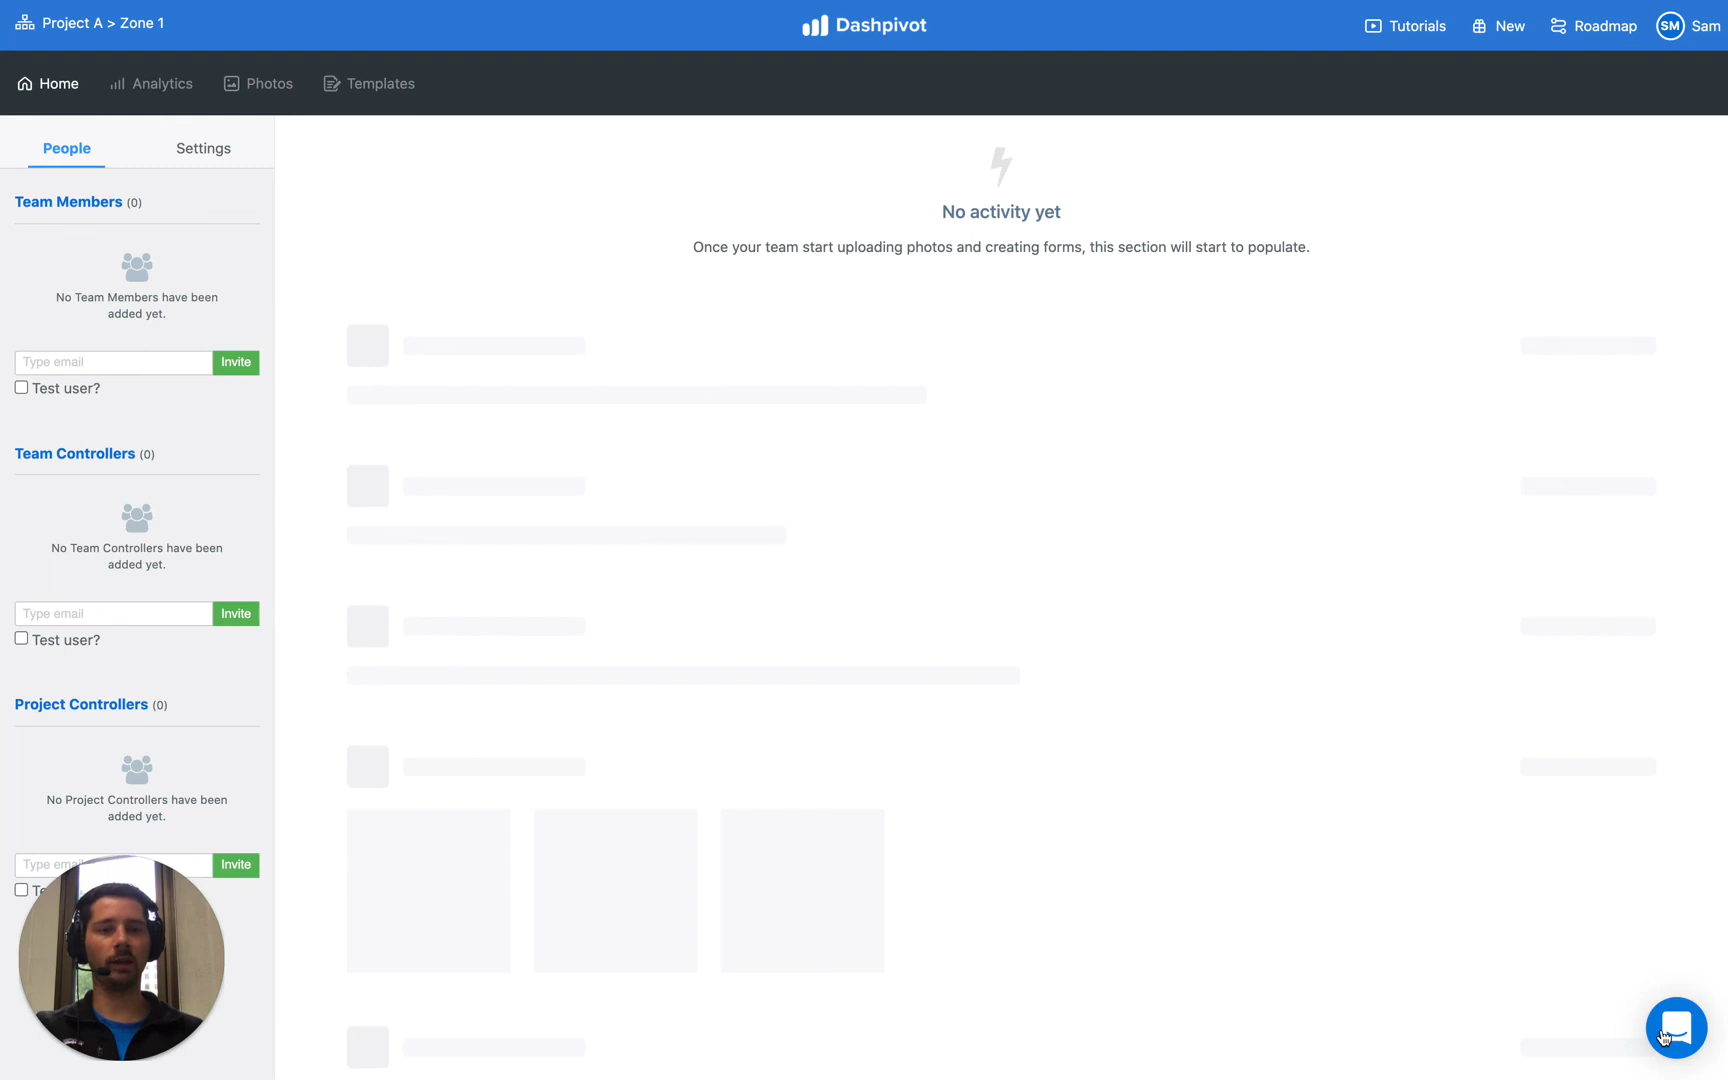 Project A > Zone 1
Dashpivot
Tutorials
New
Roadmap
SM
Sam
Home
Analytics
Photos
Templates
People
Settings
No activity yet
Once your team start uploading photos and creating forms, this section will start to populate.
Team Members (0)
No Team Members have been
added yet.
Type email
Invite
Test user?
Team Controllers (0)
No Team Controllers have been
added yet.
Type email
Invite
Test user?
Project Controllers (0)
No Project Controllers have been
added yet.
Type
Invite